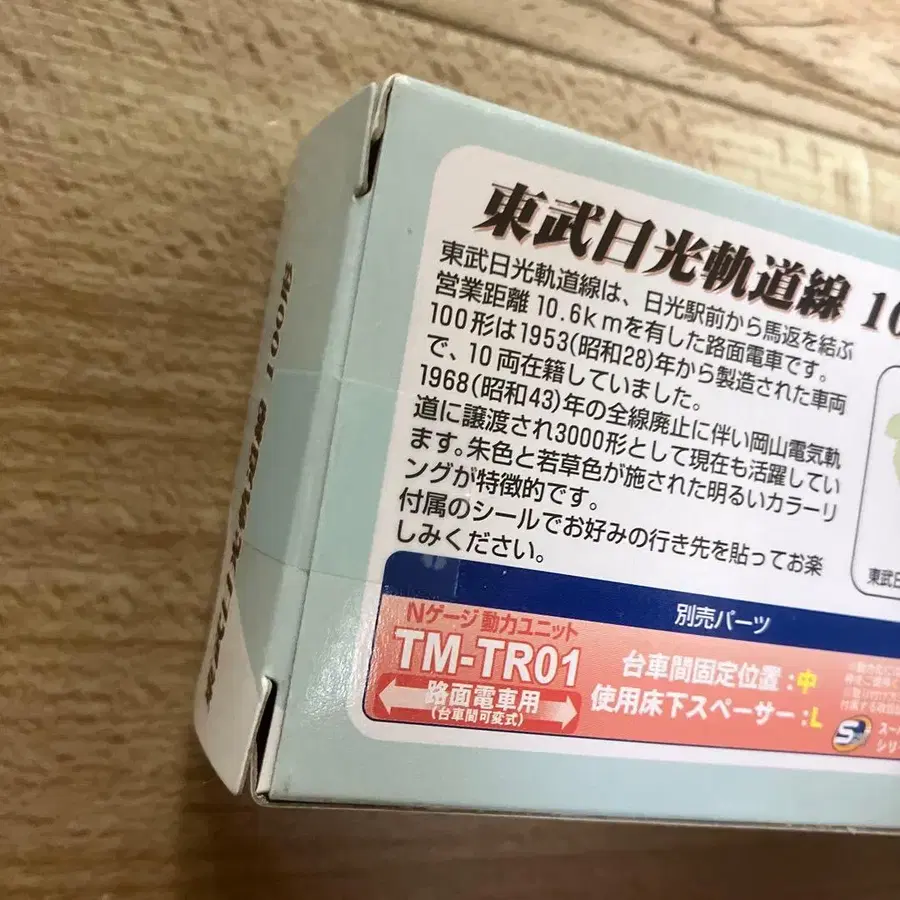 東武日光軌道線 10
東武日光軌道線は、日光駅前から馬返を結ぶ
営業距離 10.6kmを有した路面電車です。
100形は1953(昭和28)年から製造された車両
で、10両在籍していました。
1968(昭和43)年の全線廃止に伴い岡山電気軌
道に譲渡され3000形として現在も活躍してい
ます。朱色と若草色が施された明るいカラーリ
ングが特徴的です。
付属のシールでお好みの行き先を貼ってお楽
しみください。
東武日
別売パーツ
Nゲージ 動力ユニット
TM-TR01
路面電車用
(台車間可変式)
台車間固定位置:中
使用床下スペーサー:L
スーパ
シリ